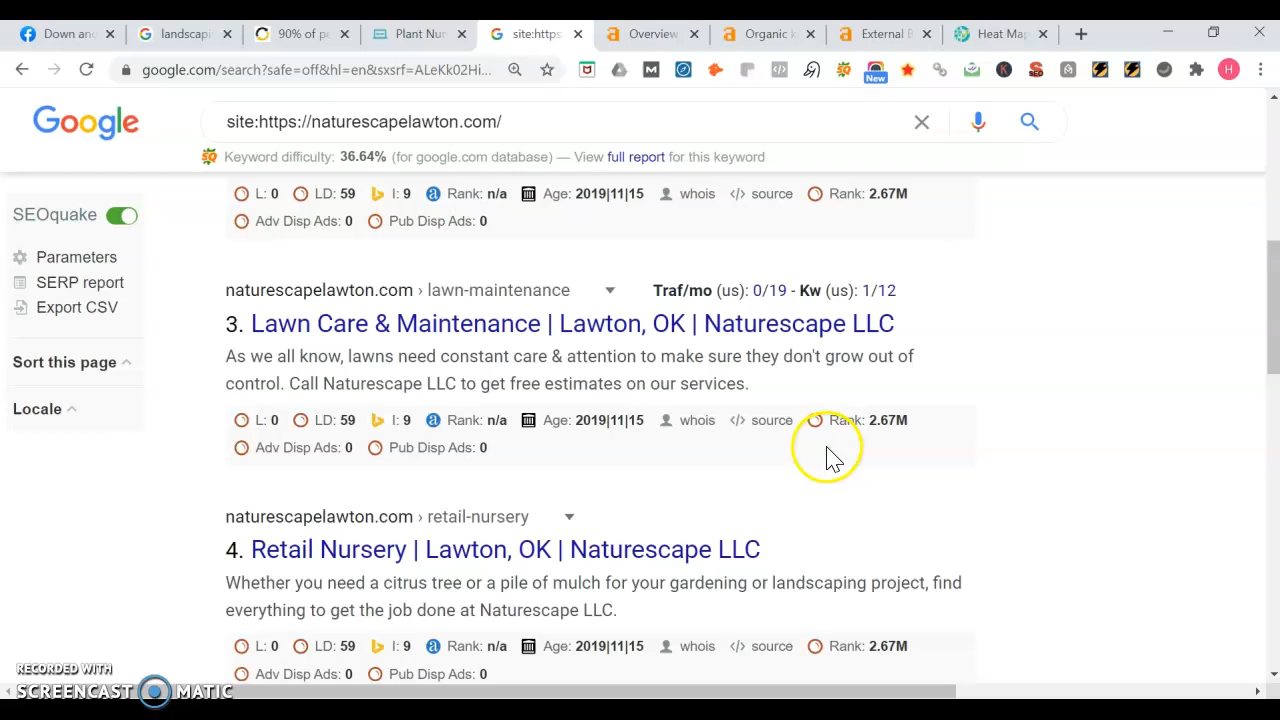 Down and
landscapi
90% of pe
Plant Nur
site:https
Overview
Organic k
External B
Heat Map
google.com/search?safe=off&hl=en&sxsrf=ALeKk02Hi...
New
Google
site:https://naturescapelawton.com/
Keyword difficulty: 36.64% (for google.com database) — View full report for this keyword
SEOquake
Parameters
SERP report
Export CSV
Sort this page
Locale
L: 0 LD: 59 I: 9 Rank: n/a Age: 2019|11|15 whois source Rank: 2.67M
Adv Disp Ads: 0 Pub Disp Ads: 0
naturescapelawton.com › lawn-maintenance Traf/mo (us): 0/19 - Kw (us): 1/12
3. Lawn Care & Maintenance | Lawton, OK | Naturescape LLC
As we all know, lawns need constant care & attention to make sure they don't grow out of
control. Call Naturescape LLC to get free estimates on our services.
L: 0 LD: 59 I: 9 Rank: n/a Age: 2019|11|15 whois source Rank: 2.67M
Adv Disp Ads: 0 Pub Disp Ads: 0
naturescapelawton.com › retail-nursery
4. Retail Nursery | Lawton, OK | Naturescape LLC
Whether you need a citrus tree or a pile of mulch for your gardening or landscaping project, find
everything to get the job done at Naturescape LLC.
L: 0 LD: 59 I: 9 Rank: n/a Age: 2019|11|15 whois source Rank: 2.67M
Adv Disp Ads: 0 Pub Disp Ads: 0
RECORDED WITH
SCREENCAST MATIC